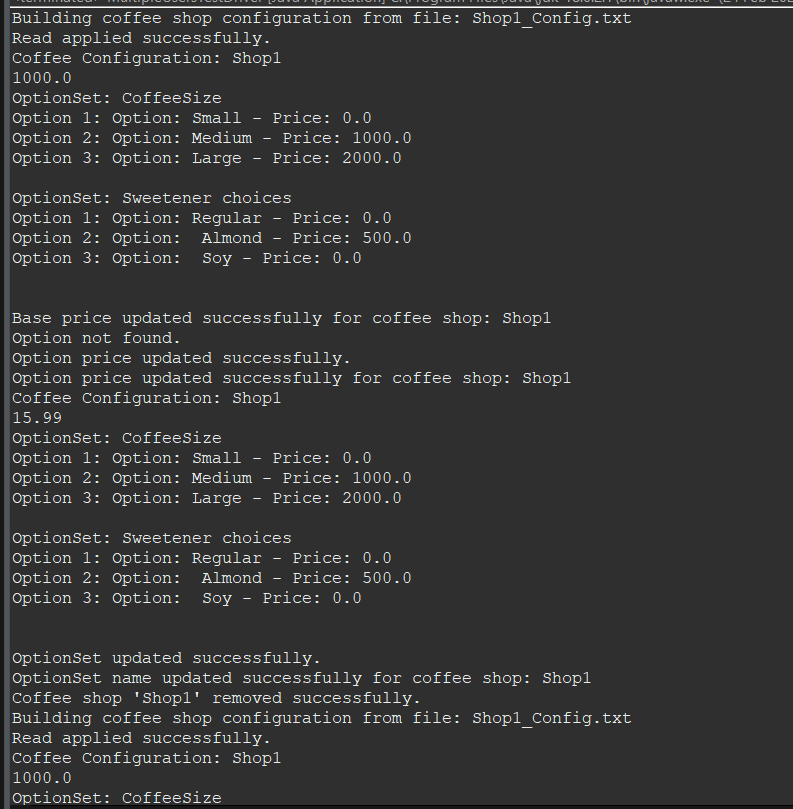 Building coffee shop configuration from file: Shop1_Config.txt
Read applied successfully.
Coffee Configuration: Shop1
1000.0
OptionSet: CoffeeSize
Option 1: Option: Small - Price: 0.0
Option 2: Option: Medium - Price: 1000.0
Option 3: Option: Large - Price: 2000.0

OptionSet: Sweetener choices
Option 1: Option: Regular - Price: 0.0
Option 2: Option:  Almond - Price: 500.0
Option 3: Option:  Soy - Price: 0.0


Base price updated successfully for coffee shop: Shop1
Option not found.
Option price updated successfully.
Option price updated successfully for coffee shop: Shop1
Coffee Configuration: Shop1
15.99
OptionSet: CoffeeSize
Option 1: Option: Small - Price: 0.0
Option 2: Option: Medium - Price: 1000.0
Option 3: Option: Large - Price: 2000.0

OptionSet: Sweetener choices
Option 1: Option: Regular - Price: 0.0
Option 2: Option:  Almond - Price: 500.0
Option 3: Option:  Soy - Price: 0.0


OptionSet updated successfully.
OptionSet name updated successfully for coffee shop: Shop1
Coffee shop 'Shop1' removed successfully.
Building coffee shop configuration from file: Shop1_Config.txt
Read applied successfully.
Coffee Configuration: Shop1
1000.0
OptionSet: CoffeeSize